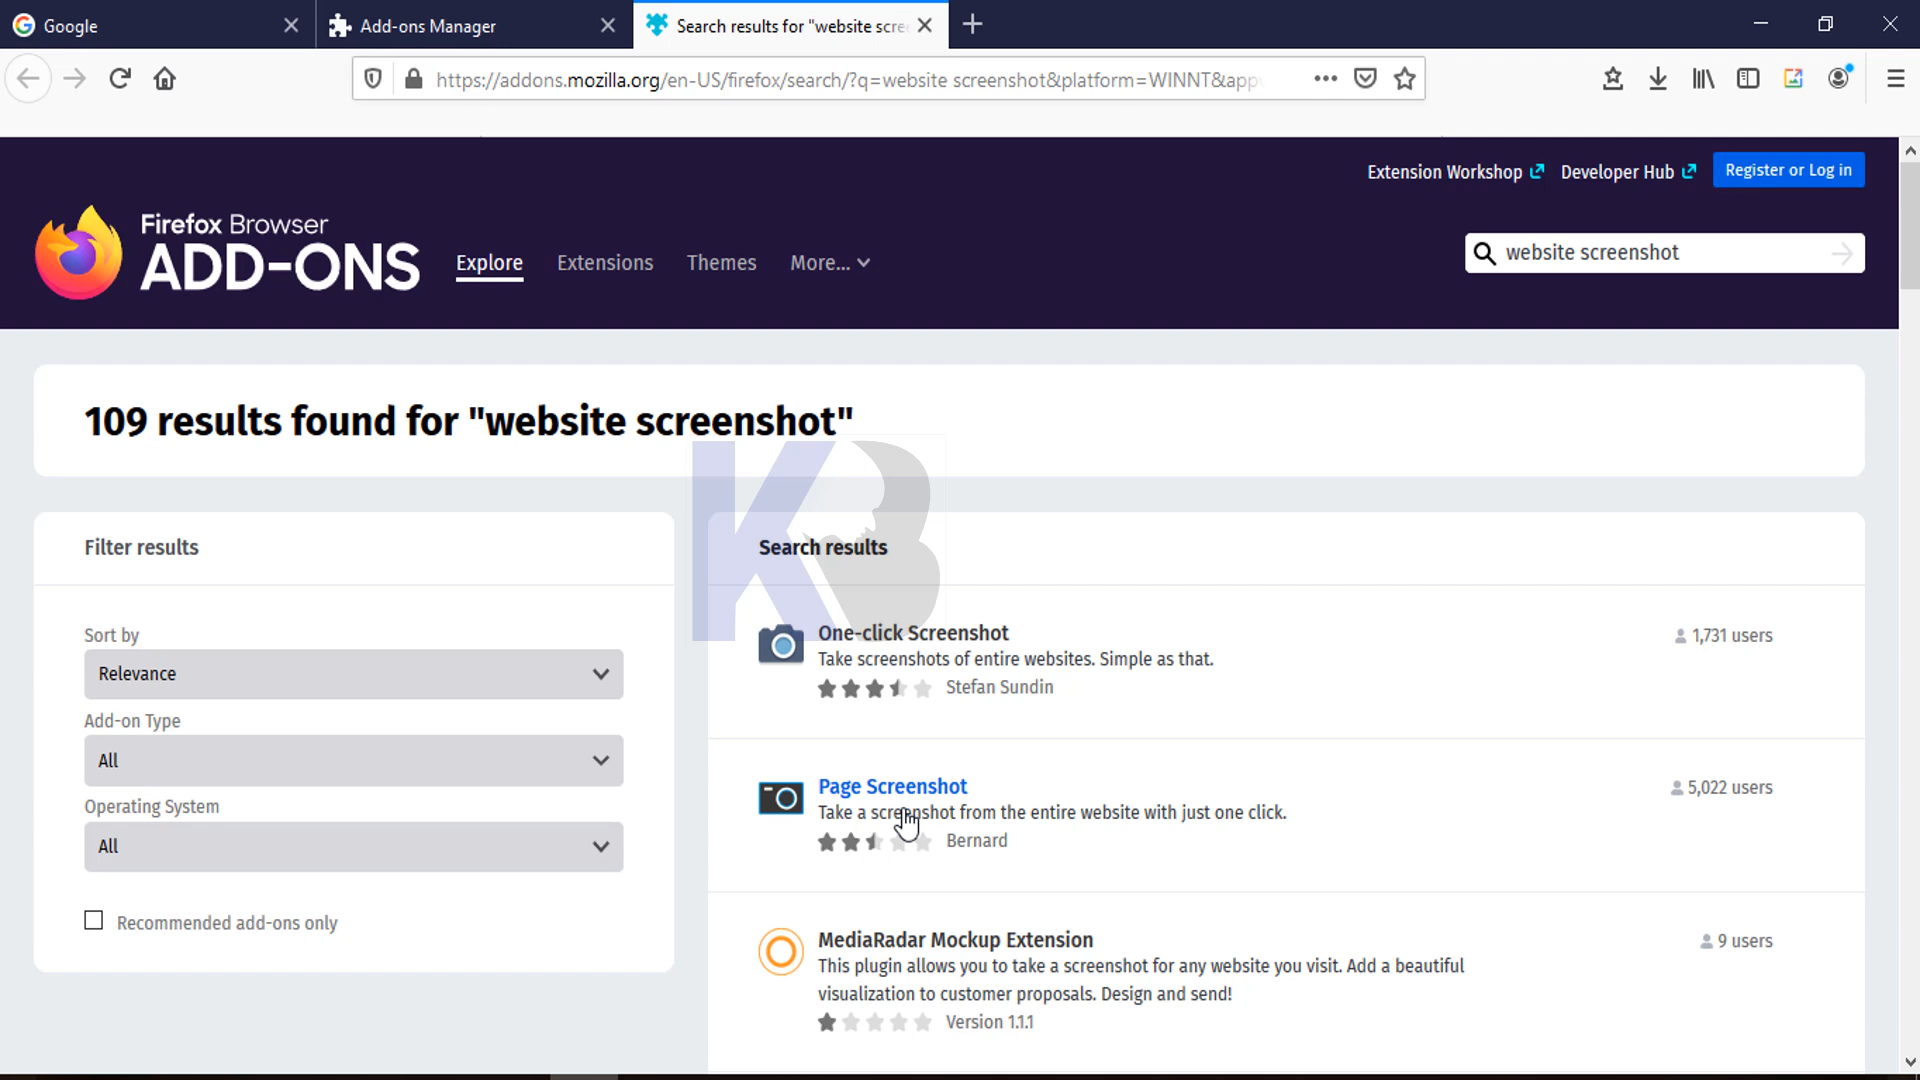 Google
Add-ons Manager
Search results for "website scre
https://addons.mozilla.org/en-US/firefox/search/?q=website screenshot&platform=WINNT&appv
Extension Workshop
Developer Hub
Register or Log in
Firefox Browser
ADD-ONS
Explore
Extensions
Themes
More...
website screenshot
109 results found for "website screenshot"
KB
Filter results
Sort by
Relevance
Add-on Type
All
Operating System
All
Recommended add-ons only
Search results
One-click Screenshot
1,731 users
Take screenshots of entire websites. Simple as that.
Stefan Sundin
Page Screenshot
5,022 users
Take a screenshot from the entire website with just one click.
Bernard
MediaRadar Mockup Extension
9 users
This plugin allows you to take a screenshot for any website you visit. Add a beautiful
visualization to customer proposals. Design and send!
Version 1.1.1